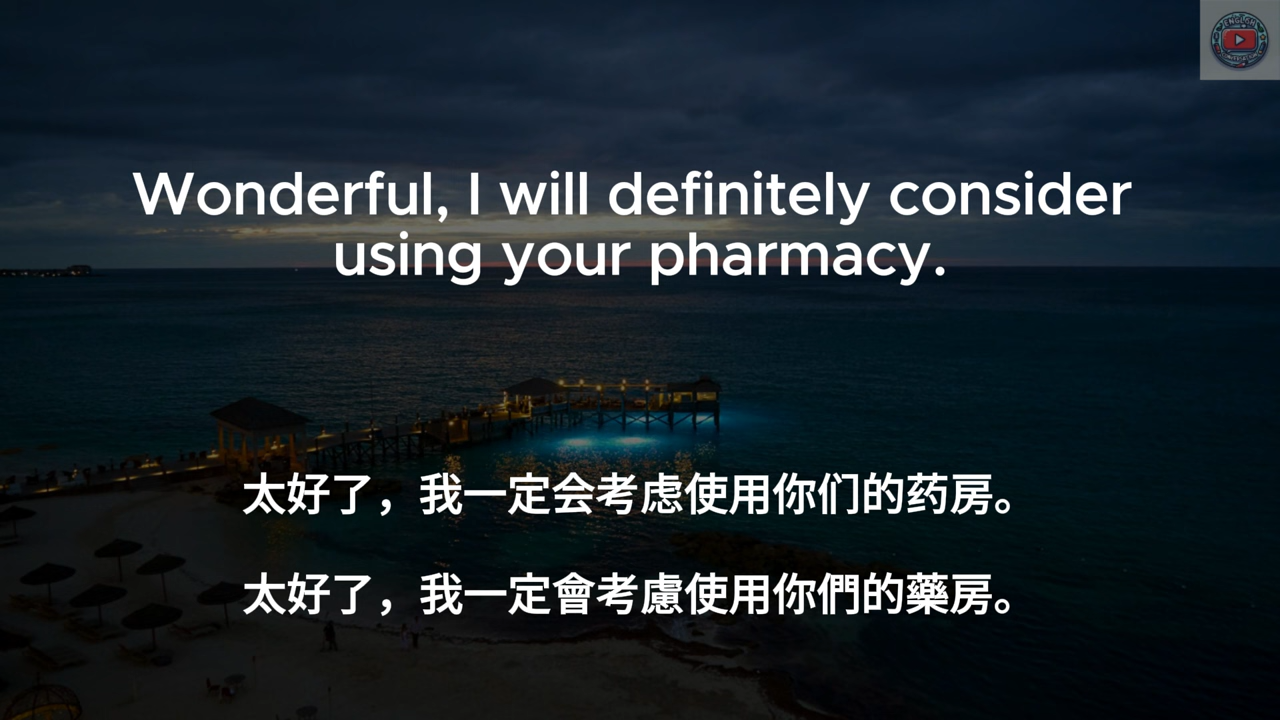 Wonderful, I will definitely consider
using your pharmacy.
太好了，我一定会考虑使用你们的药房。
太好了，我一定會考慮使用你們的藥房。
ENGLISH